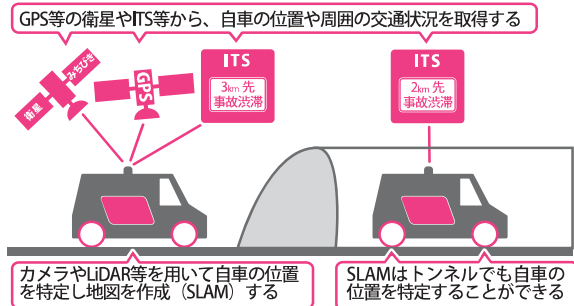 GPS等の衛星やITS等から、自車の位置や周囲の交通状況を取得する
衛星 みちびき
GPS
ITS
3km 先
事故渋滞
ITS
2km 先
事故渋滞
カメラやLiDAR等を用いて自車の位置
を特定し地図を作成（SLAM）する
SLAMはトンネルでも自車の
位置を特定することができる